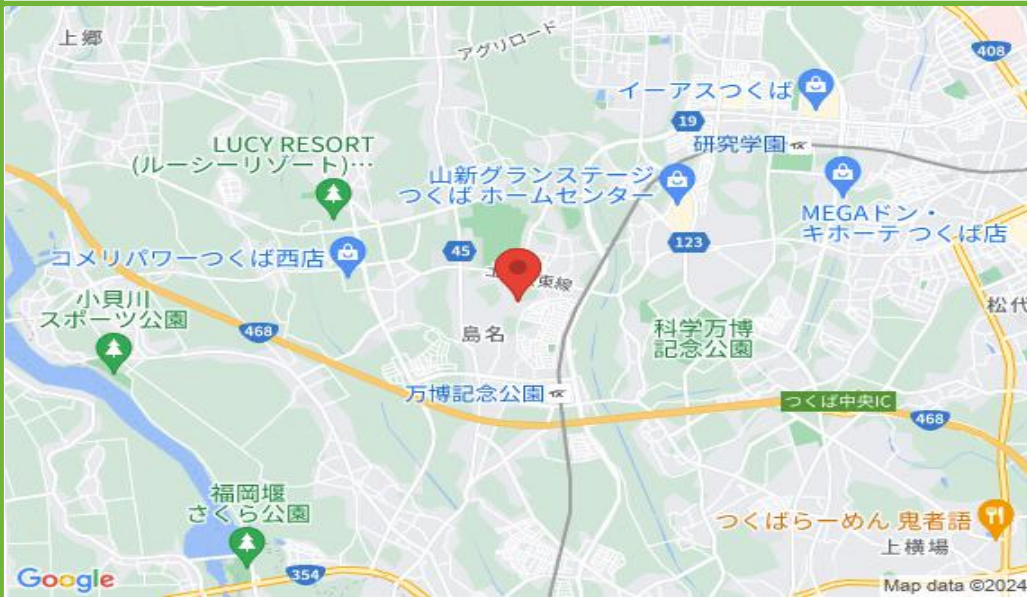 上郷
アグリロード
408
イーアスつくば
19
研究学園
LUCY RESORT
(ルーシーリゾート)…
山新グランステージ
つくば ホームセンター
MEGAドン・
キホーテ つくば店
45
123
コメリパワーつくば西店
東線
小貝川
スポーツ公園
468
島名
科学万博
記念公園
松代
万博記念公園
つくば中央IC
468
福岡堰
さくら公園
つくばらーめん 鬼者語
上横場
354
Google
Map data ©2024